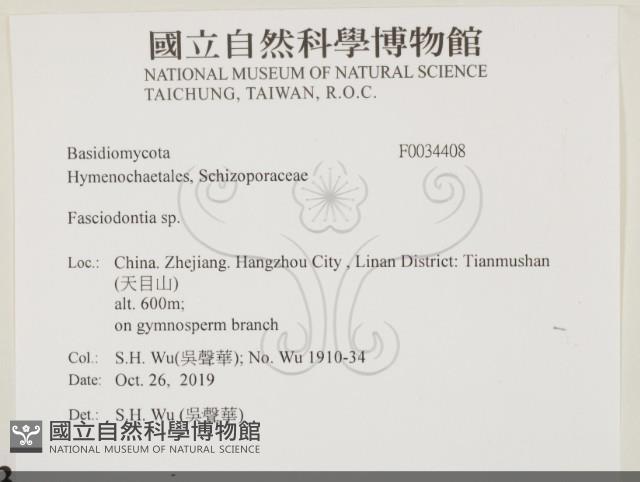 國立自然科學博物館
NATIONAL MUSEUM OF NATURAL SCIENCE
TAICHUNG, TAIWAN, R.O.C.
Basidiomycota F0034408
Hymenochaetales, Schizoporaceae
Fasciodontia sp.
Loc.: China. Zhejiang. Hangzhou City , Linan District: Tianmushan
(天目山)
alt. 600m;
on gymnosperm branch
Col.: S.H. Wu(吳聲華); No. Wu 1910-34
Date: Oct. 26, 2019
Det.: S.H. Wu (吳聲華)
國立自然科學博物館
NATIONAL MUSEUM OF NATURAL SCIENCE